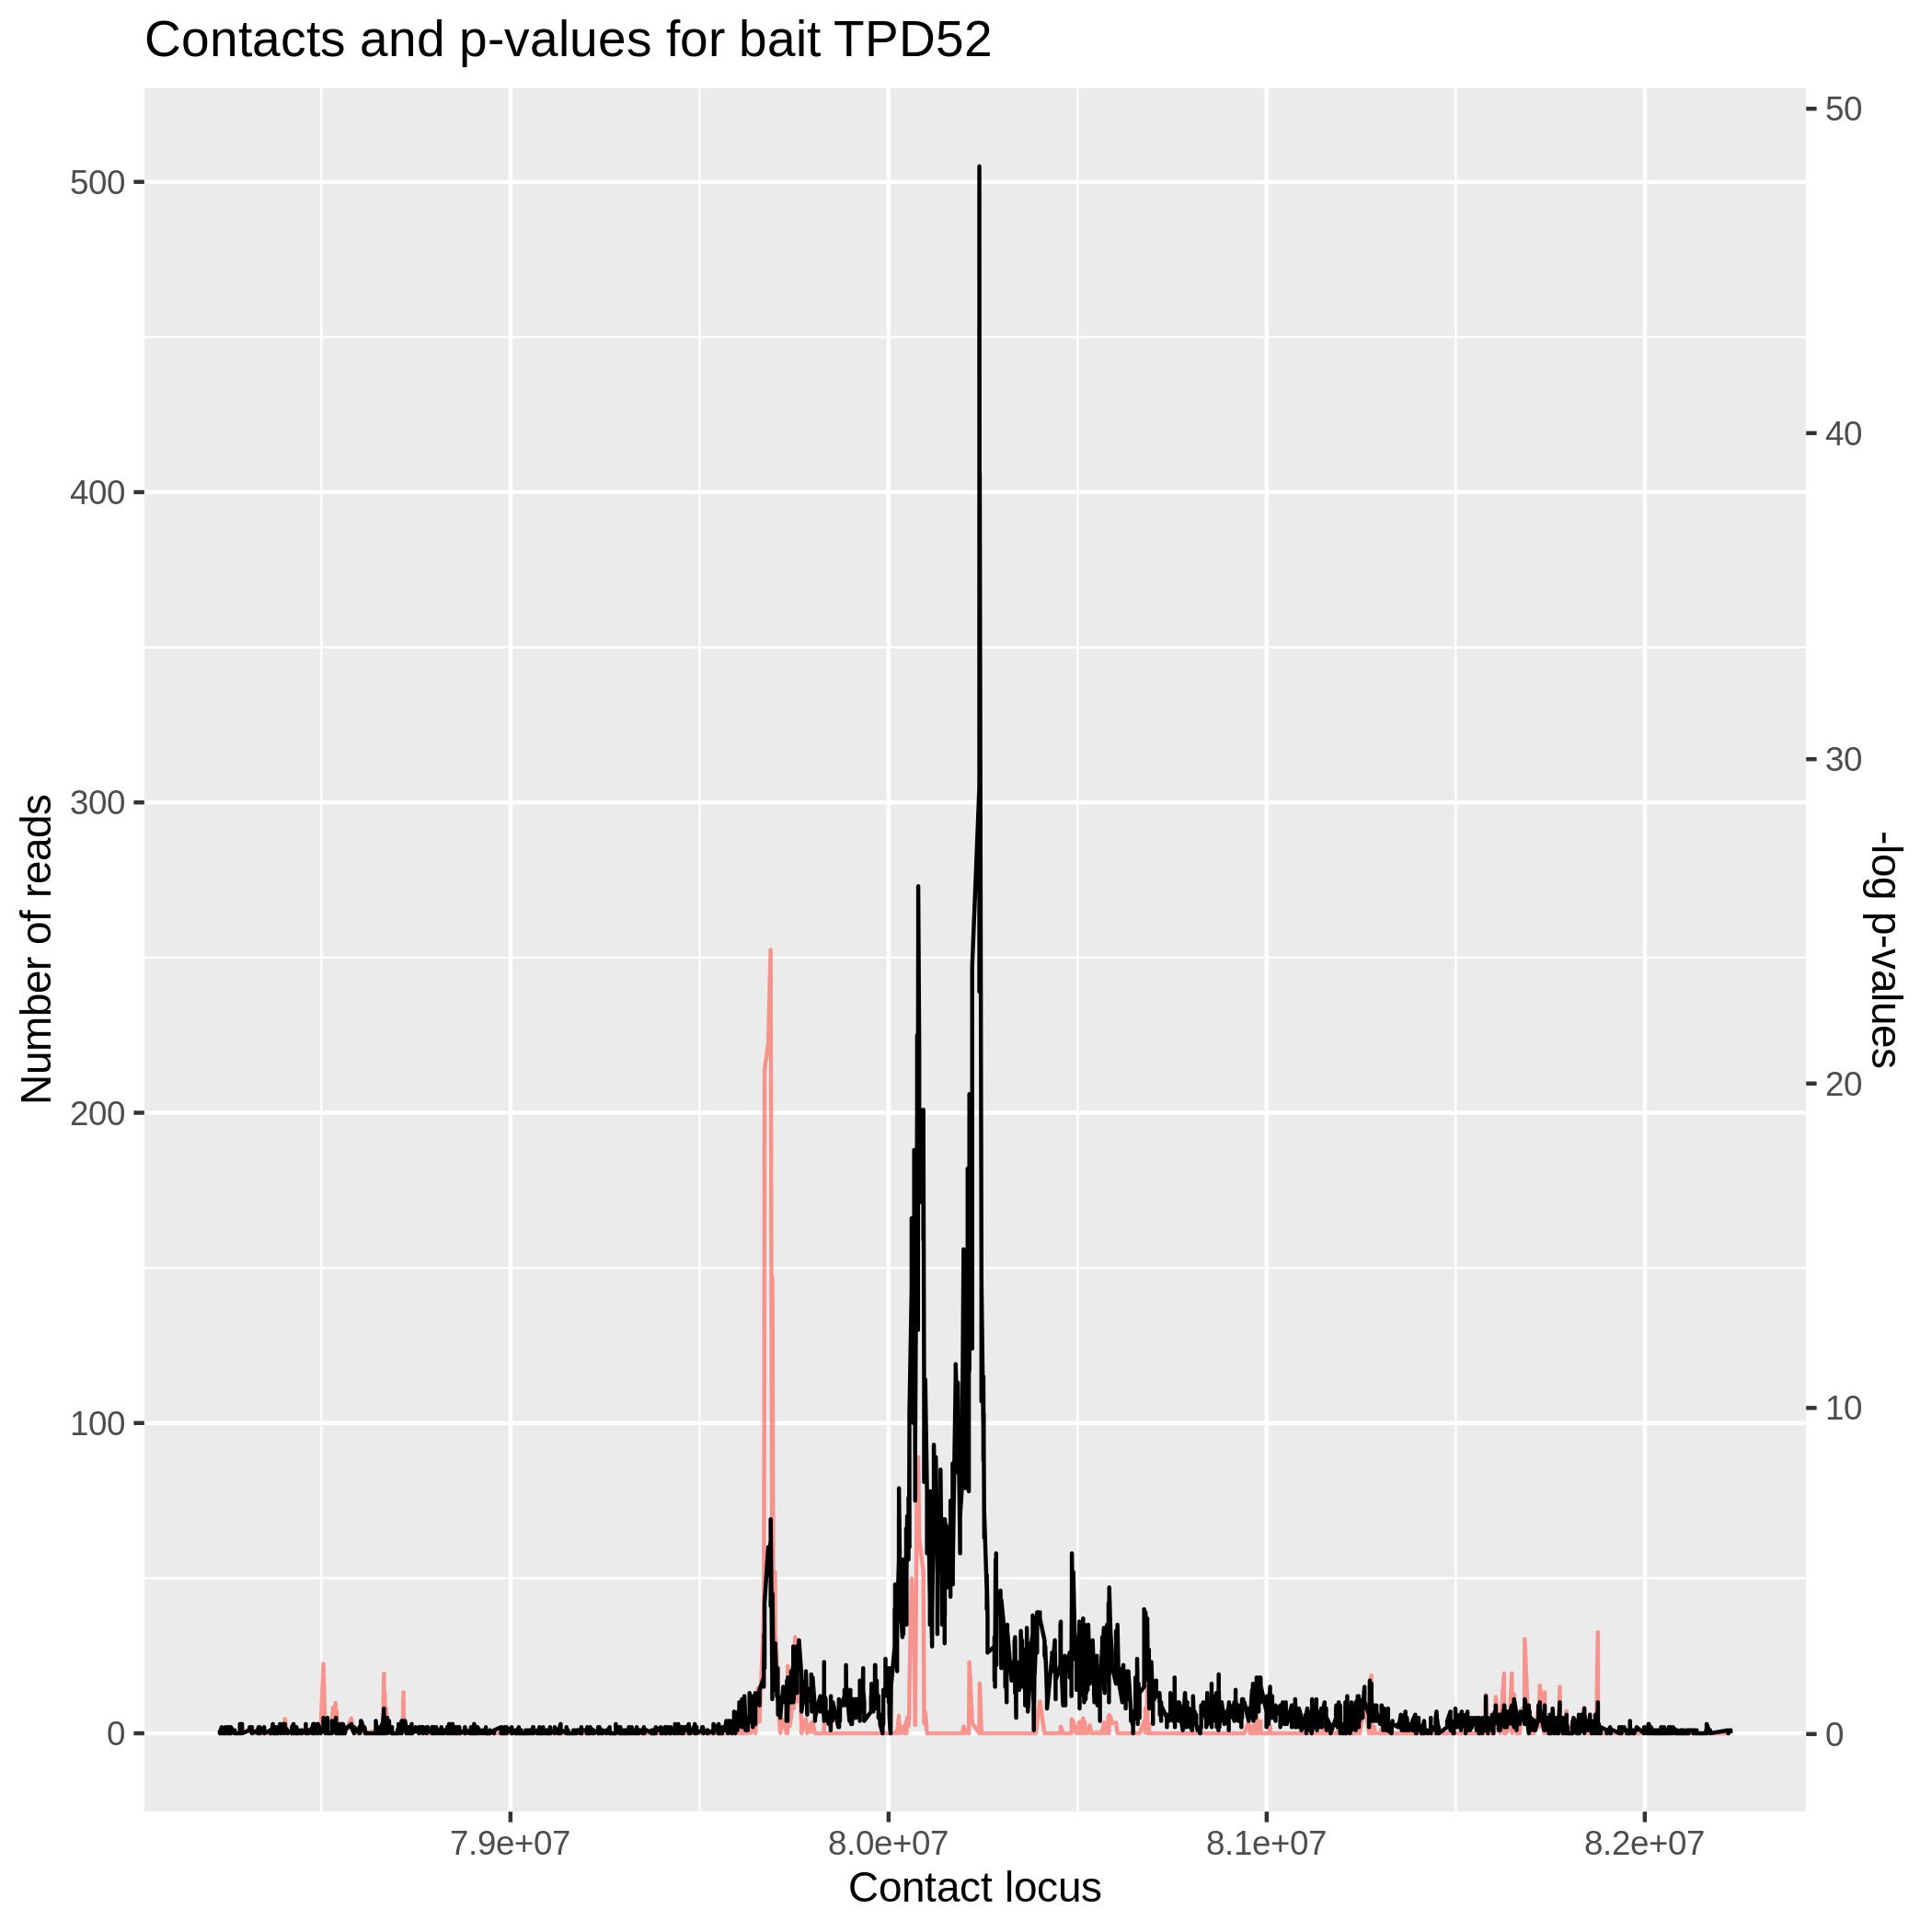 Contacts and p-values for bait TPD52
Number of reads
500
400
300
200
100
0
50
40
30
20
10
0
-log p-values
7.9e+07
8.0e+07
8.1e+07
8.2e+07
Contact locus